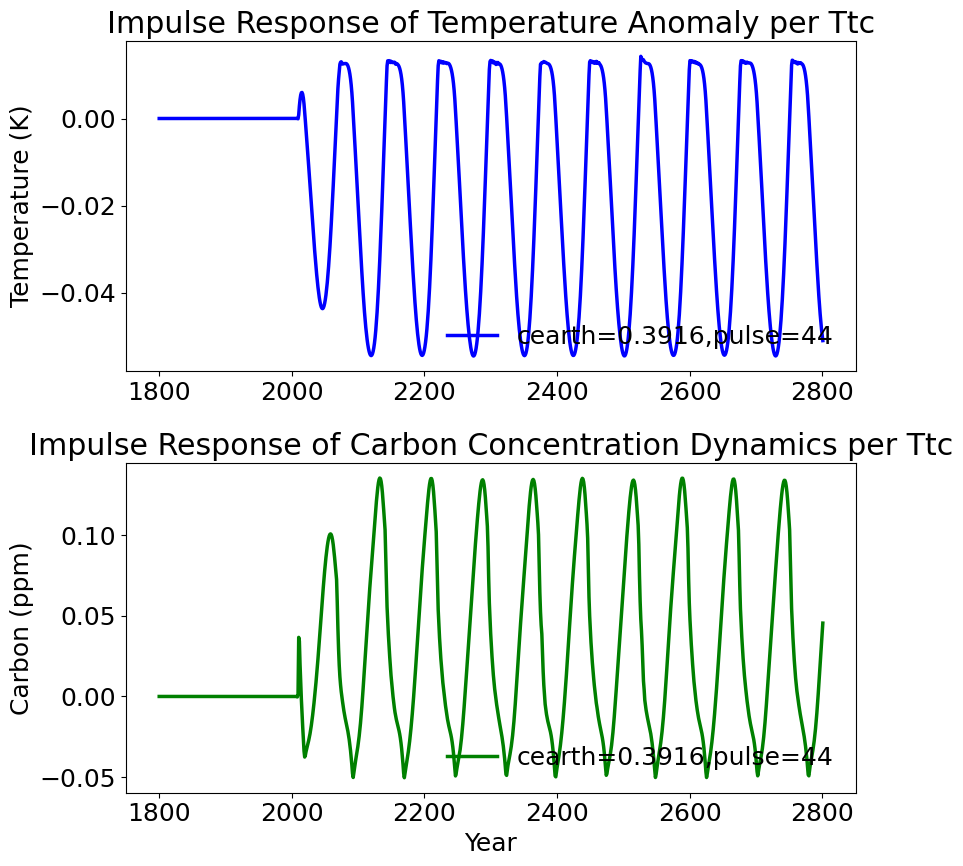 Impulse Response of Temperature Anomaly per Ttc
Temperature (K)
0.00
−0.02
−0.04
cearth=0.3916,pulse=44
1800 2000 2200 2400 2600 2800
Impulse Response of Carbon Concentration Dynamics per Ttc
Carbon (ppm)
0.10
0.05
0.00
−0.05
cearth=0.3916,pulse=44
1800 2000 2200 2400 2600 2800
Year